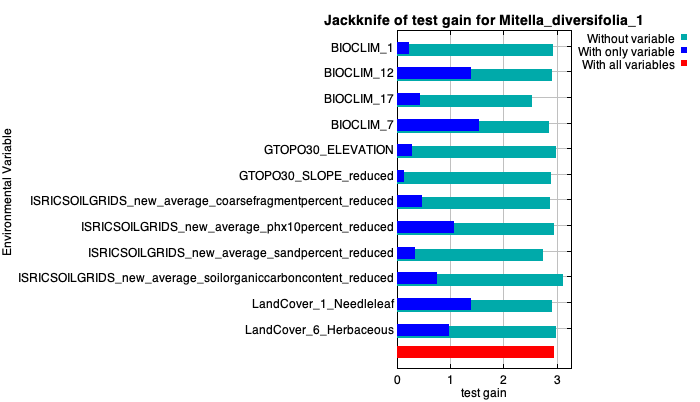 Jackknife of test gain for Mitella_diversifolia_1
Without variable
With only variable
With all variables
Environmental Variable
BIOCLIM_1
BIOCLIM_12
BIOCLIM_17
BIOCLIM_7
GTOPO30_ELEVATION
GTOPO30_SLOPE_reduced
ISRICSOILGRIDS_new_average_coarsefragmentpercent_reduced
ISRICSOILGRIDS_new_average_phx10percent_reduced
ISRICSOILGRIDS_new_average_sandpercent_reduced
ISRICSOILGRIDS_new_average_soilorganiccarboncontent_reduced
LandCover_1_Needleleaf
LandCover_6_Herbaceous
0 1 2 3
test gain